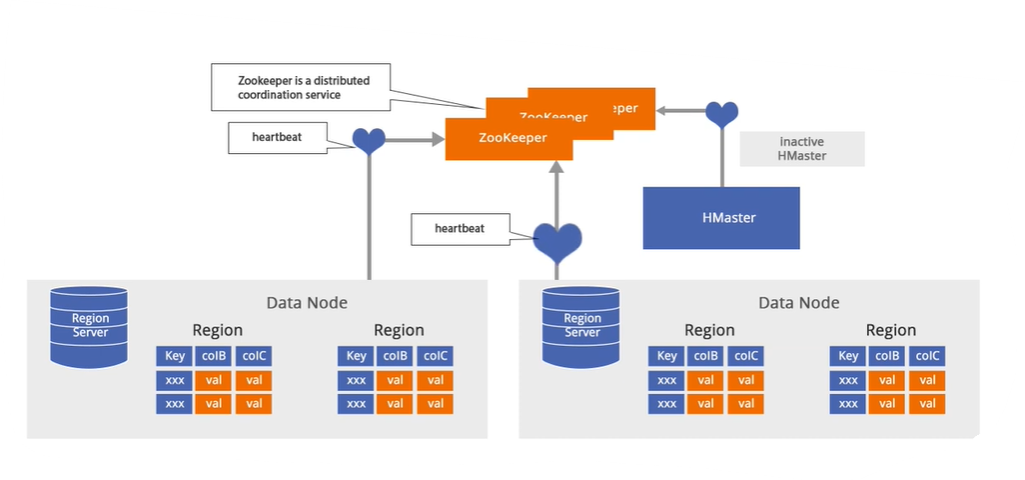 Zookeeper is a distributed
coordination service
heartbeat
eper
ZooKeeper
ZooKeeper
Inactive
HMaster
HMaster
heartbeat
Data Node
Region
Server
Region
Region
Key colB colC
Key colB colC
xxx val val
xxx val val
xxx val val
xxx val val
Data Node
Region
Server
Region
Region
Key colB colC
Key colB colC
xxx val val
xxx val val
xxx val val
xxx val val